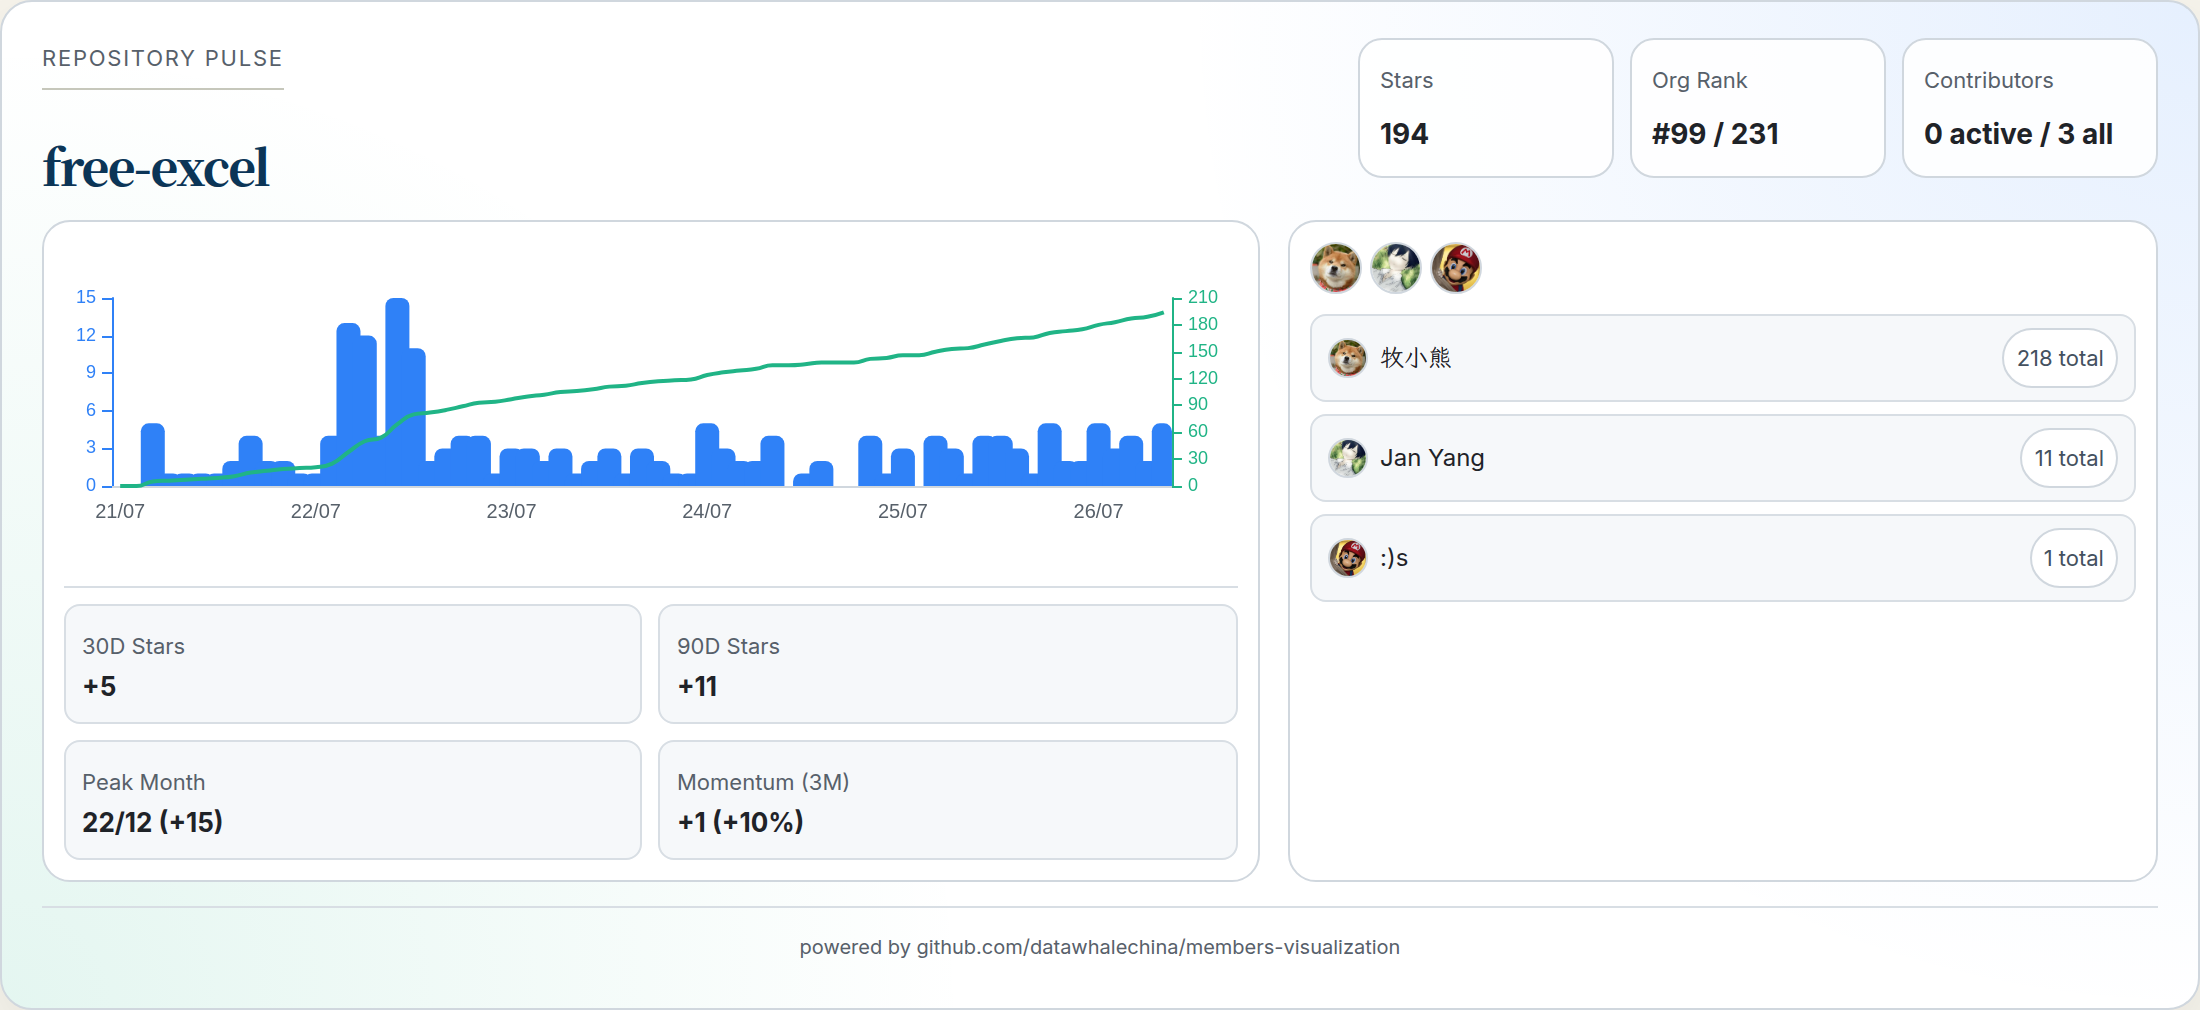 REPOSITORY PULSE
free-excel
Stars
194
Org Rank
#99 / 231
Contributors
0 active / 3 all
15
12
9
6
3
0
210
180
150
120
90
60
30
0
21/07
22/07
23/07
24/07
25/07
26/07
30D Stars
+5
90D Stars
+11
Peak Month
22/12 (+15)
Momentum (3M)
+1 (+10%)
牧小熊
218 total
Jan Yang
11 total
:)s
1 total
powered by github.com/datawhalechina/members-visualization